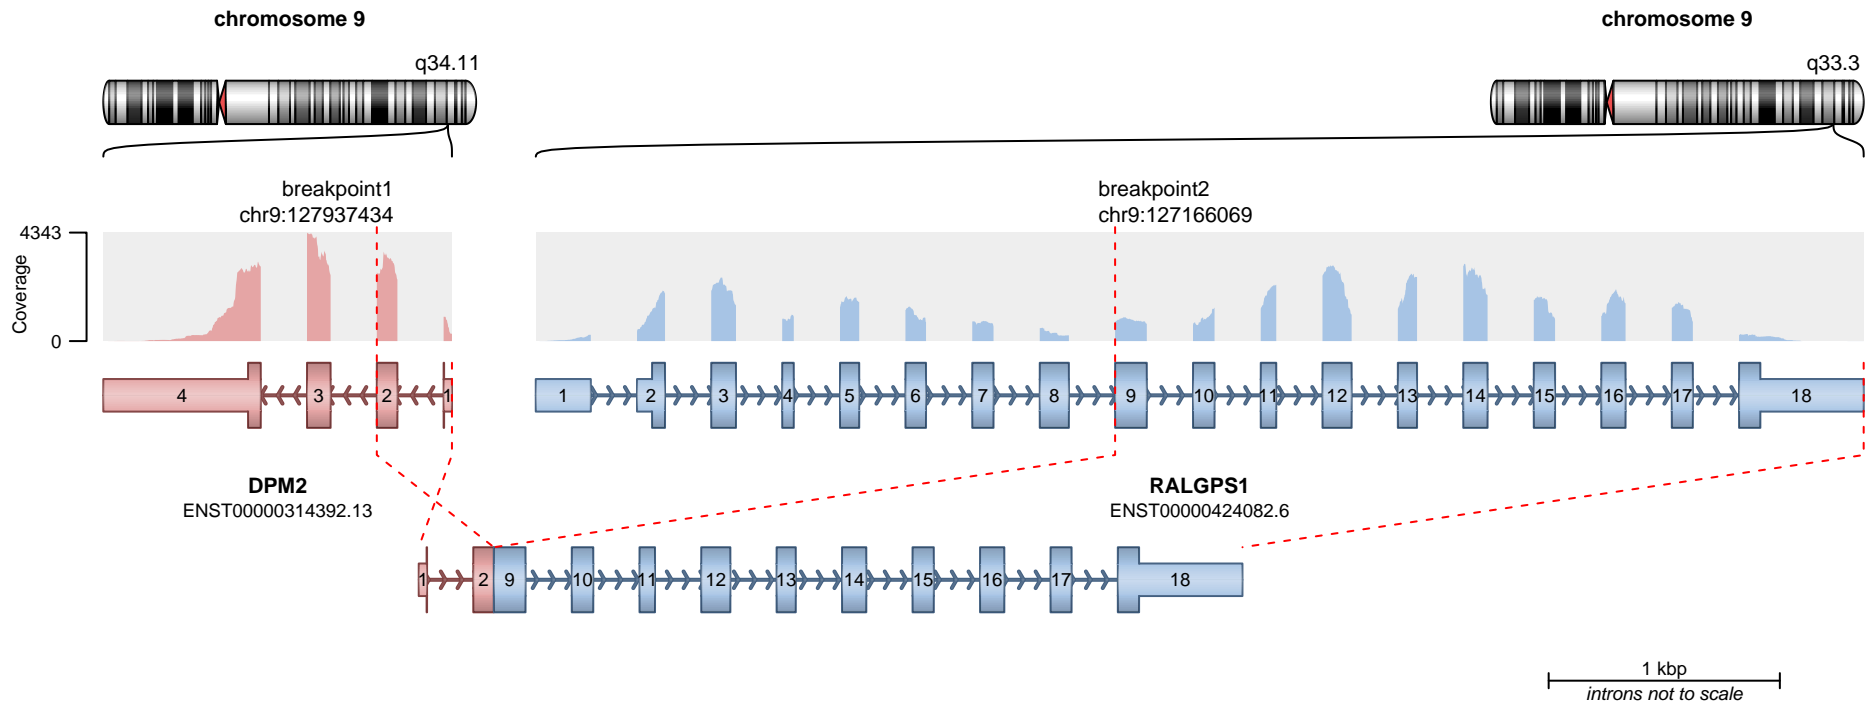 chromosome 9
chromosome 9
q34.11
q33.3
breakpoint1
chr9:127937434
breakpoint2
chr9:127166069
4343
0
Coverage
4 3 2 1
1 2 3 4 5 6 7 8 9 10 11 12 13 14 15 16 17 18
DPM2
ENST00000314392.13
RALGPS1
ENST00000424082.6
1 2 9 10 11 12 13 14 15 16 17 18
1 kbp
introns not to scale